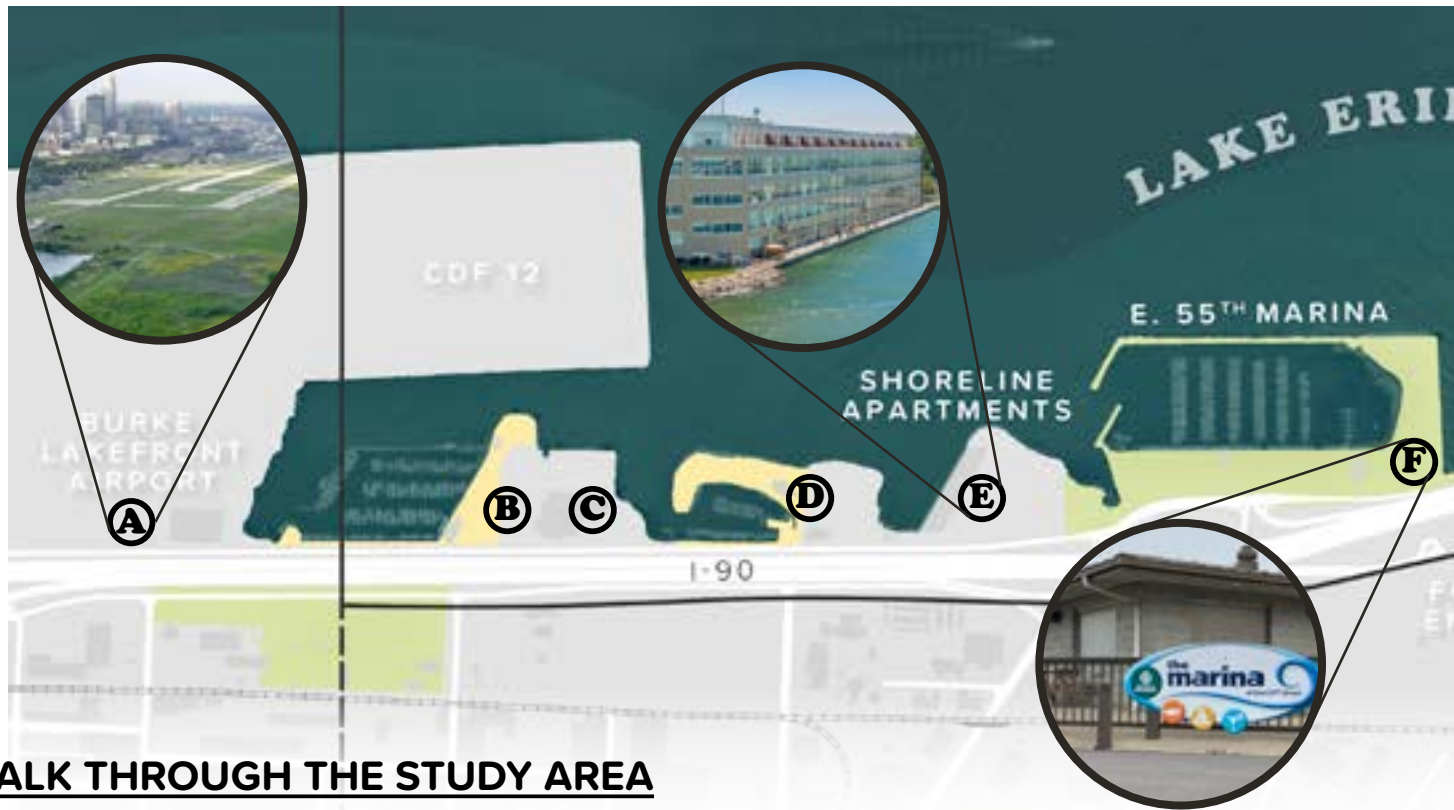 LAKE ERI
CDF 12
E. 55TH MARINA
SHORELINE
APARTMENTS
BURKE
LAKEFRONT
AIRPORT
A
B
C
D
E
F
I-90
the
marina
ALK THROUGH THE STUDY AREA